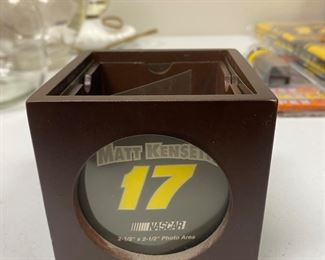 MATT KENSETH
17
NASCAR
2-1/2" x 2-1/2" Photo Area